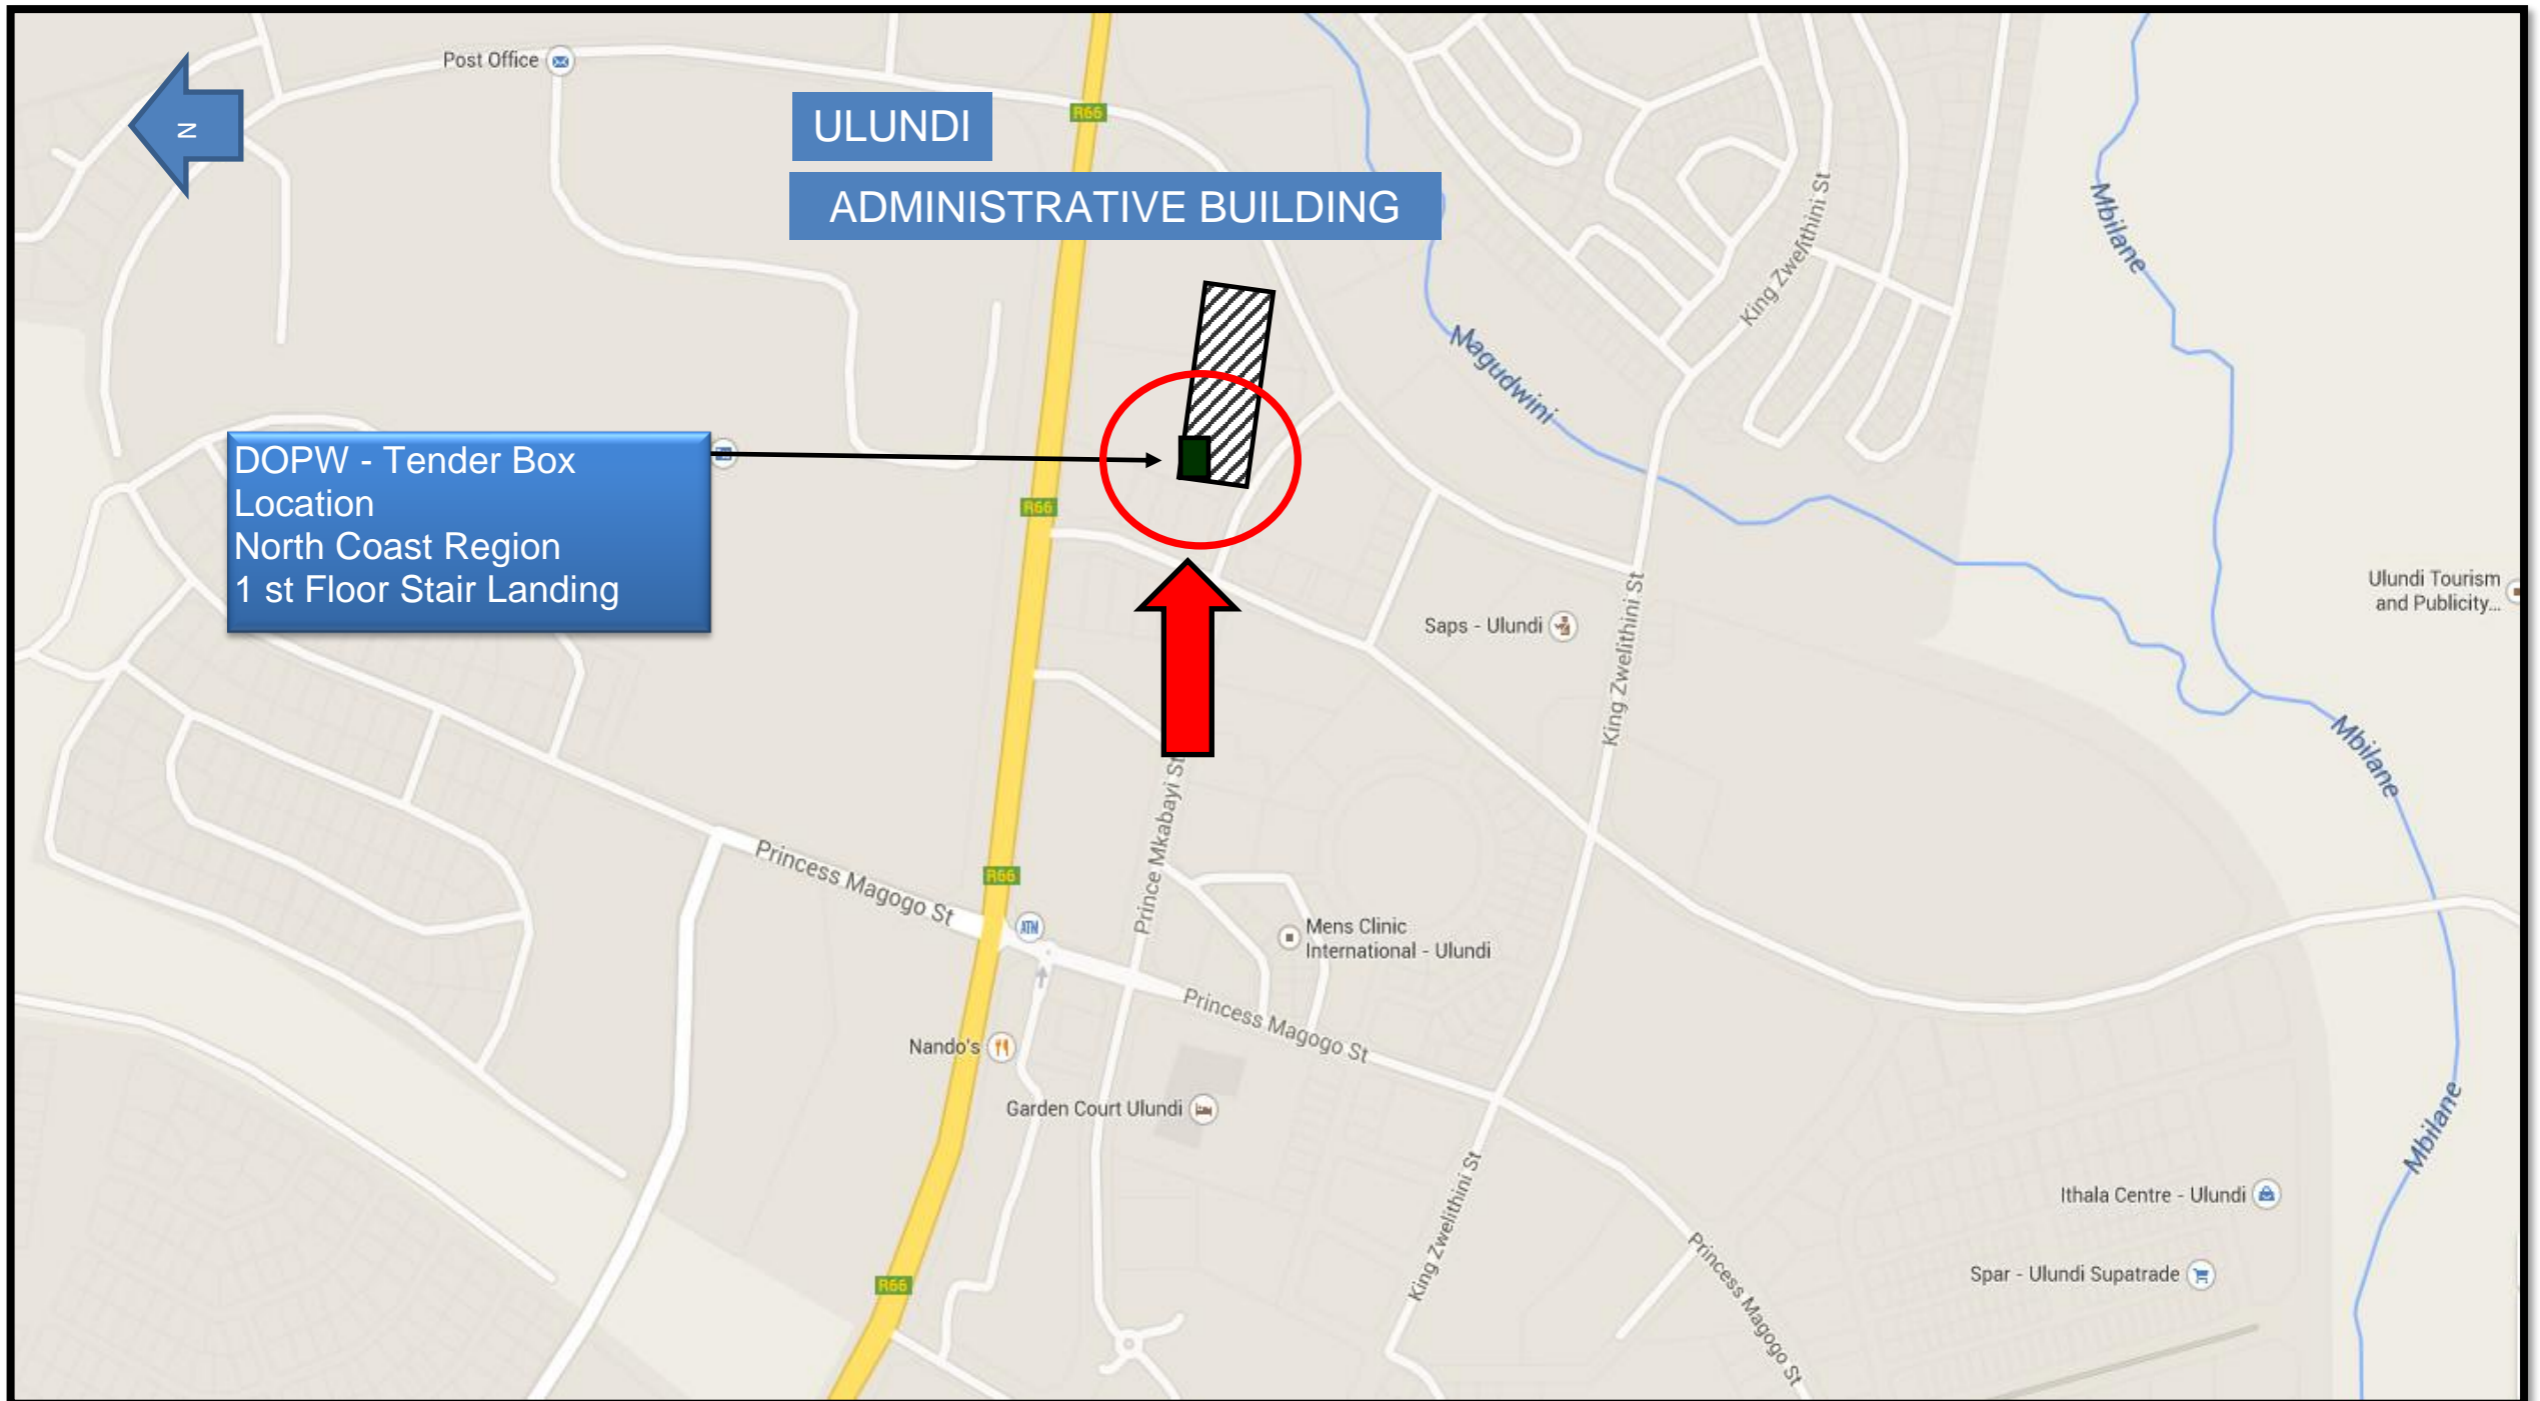 Post Office
N
ULUNDI
R66
ADMINISTRATIVE BUILDING
King Zwelithini St
Mbilane
Magudwini
DOPW - Tender Box
Location
North Coast Region
1 st Floor Stair Landing
R66
Ulundi Tourism
and Publicity...
Saps - Ulundi
King Zwelithini St
Mbilane
Prince Mkabayi St
Princess Magogo St
R66
ATM
Mens Clinic
International - Ulundi
Princess Magogo St
Nando's
Garden Court Ulundi
Mbilane
King Zwelithini St
Ithala Centre - Ulundi
Princess Magogo St
Spar - Ulundi Supatrade
R66